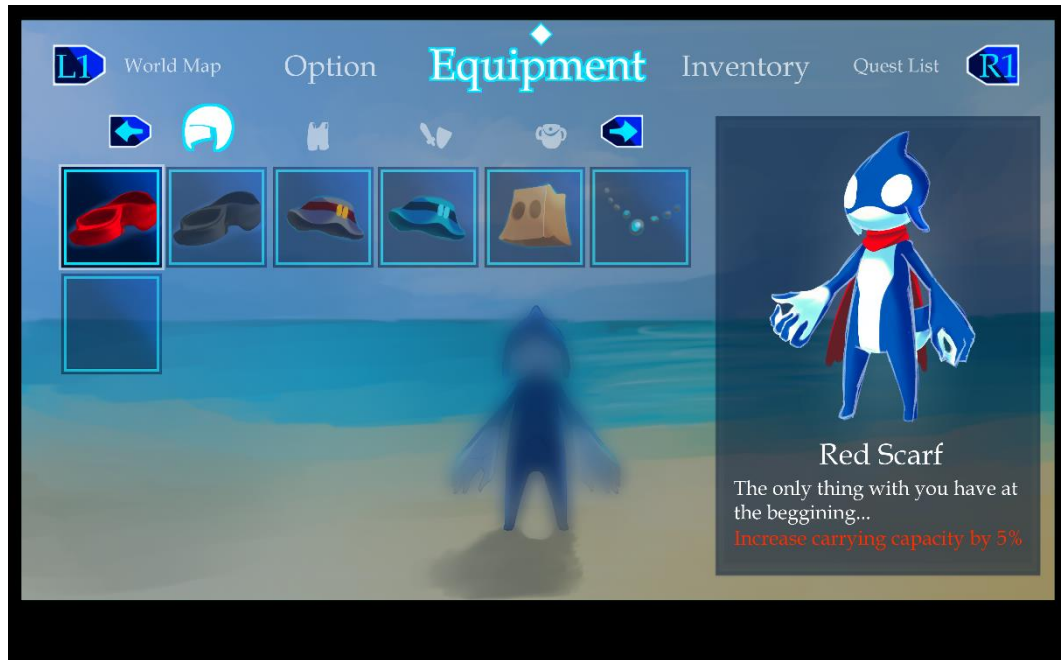 L1 World Map Option Equipment Inventory Quest List R1
Red Scarf
The only thing with you have at
the beggining...
Increase carrying capacity by 5%